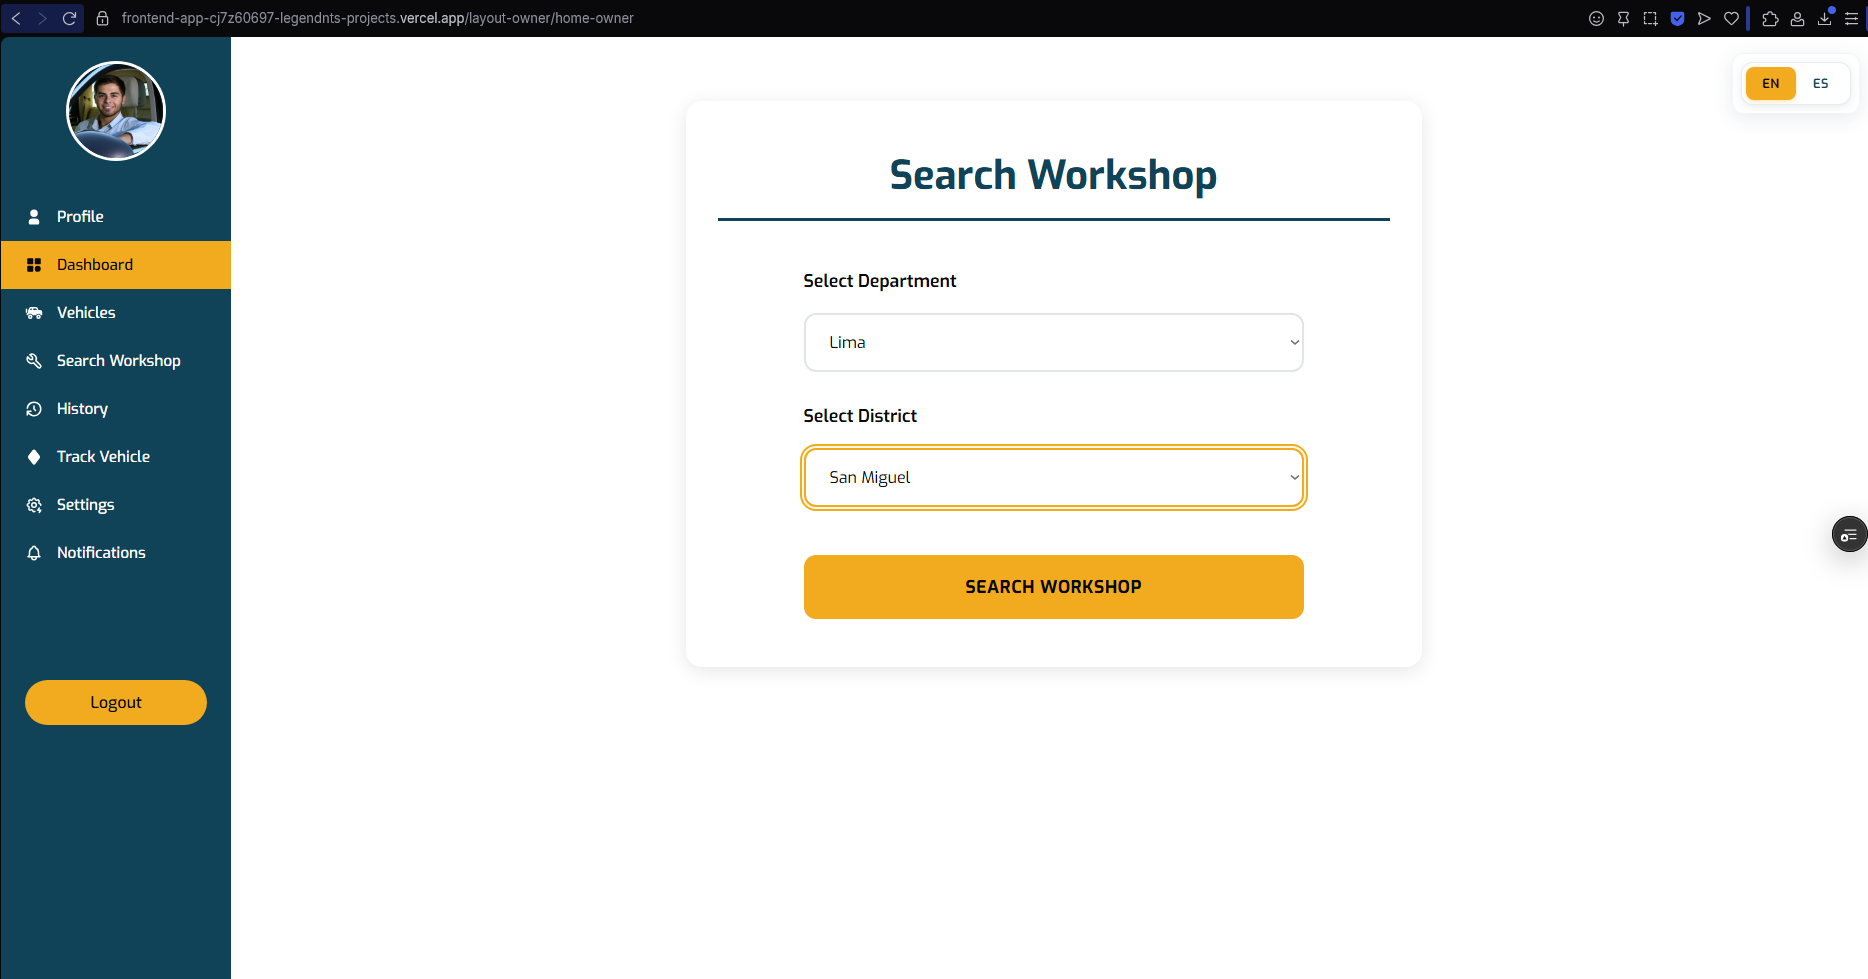 frontend-app-cj7z60697-legendnts-projects.vercel.app/layout-owner/home-owner
EN
ES
Profile
Dashboard
Vehicles
Search Workshop
History
Track Vehicle
Settings
Notifications
Logout
Search Workshop
Select Department
Lima
Select District
San Miguel
SEARCH WORKSHOP